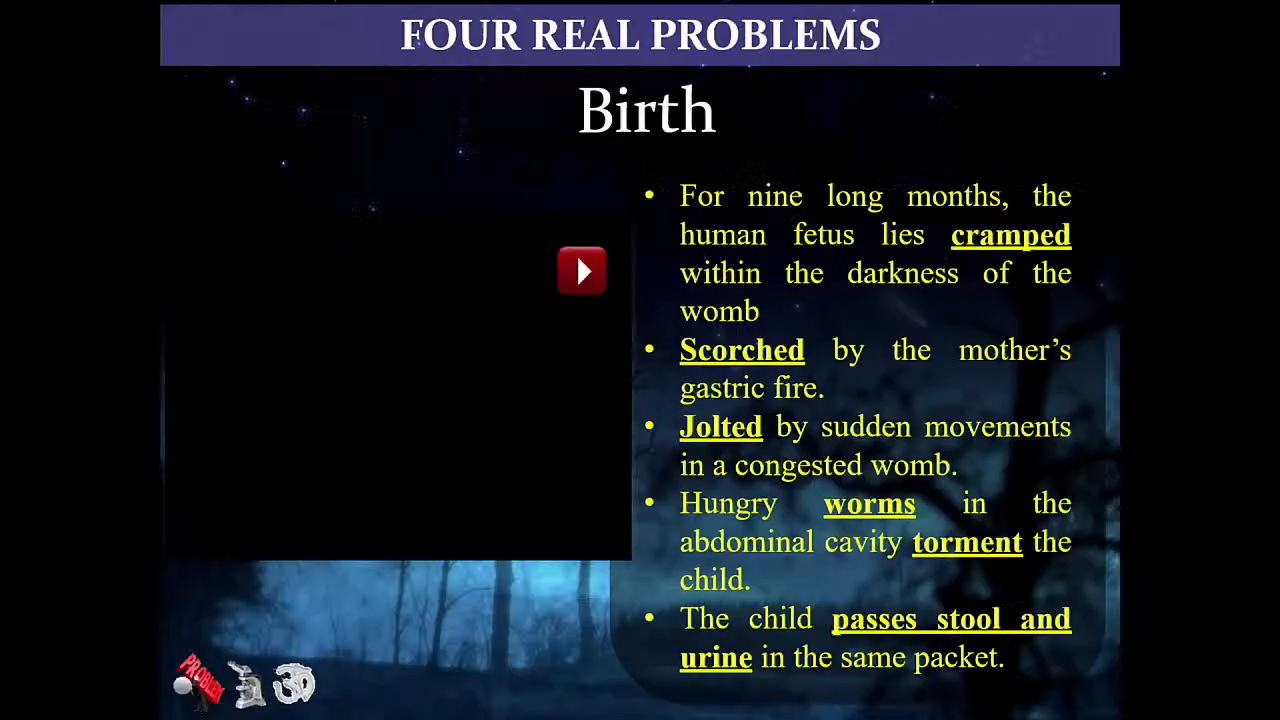 FOUR REAL PROBLEMS
Birth
• For nine long months, the
human fetus lies cramped
within the darkness of the
womb
• Scorched by the mother’s
gastric fire.
• Jolted by sudden movements
in a congested womb.
• Hungry worms in the
abdominal cavity torment the
child.
• The child passes stool and
urine in the same packet.
PROBLEM
ॐ